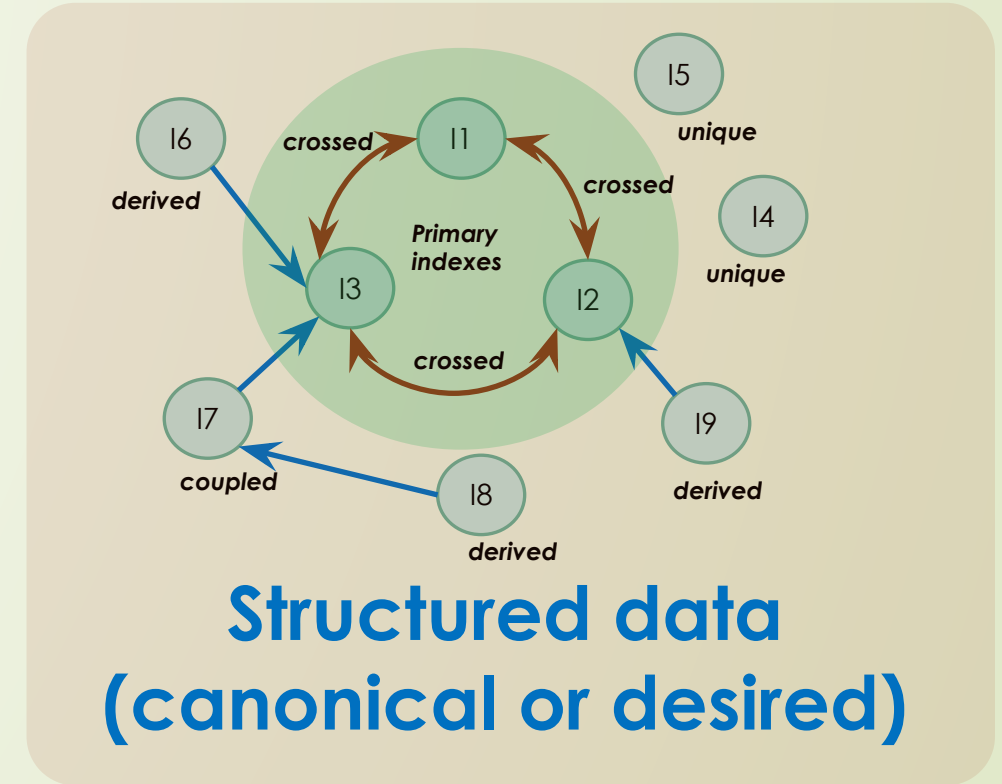 I5
unique
I6
crossed
I1
derived
crossed
I4
unique
Primary
indexes
I3
I2
crossed
I7
coupled
I9
derived
I8
derived
Structured data
(canonical or desired)